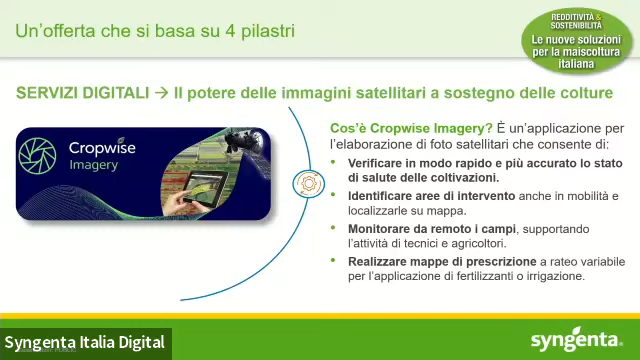 Un'offerta che si basa su 4 pilastri
REDDITIVITÀ &
SOSTENIBILITÀ
Le nuove soluzioni
per la maiscoltura
italiana
SERVIZI DIGITALI → Il potere delle immagini satellitari a sostegno delle colture
Cropwise
Imagery
Cos'è Cropwise Imagery? È un'applicazione per
l'elaborazione di foto satellitari che consente di:
• Verificare in modo rapido e più accurato lo stato
di salute delle coltivazioni.
• Identificare aree di intervento anche in mobilità e
localizzarle su mappa.
• Monitorare da remoto i campi, supportando
l'attività di tecnici e agricoltori.
• Realizzare mappe di prescrizione a rateo variabile
per l'applicazione di fertilizzanti o irrigazione.
Syngenta Italia Digital
syngenta